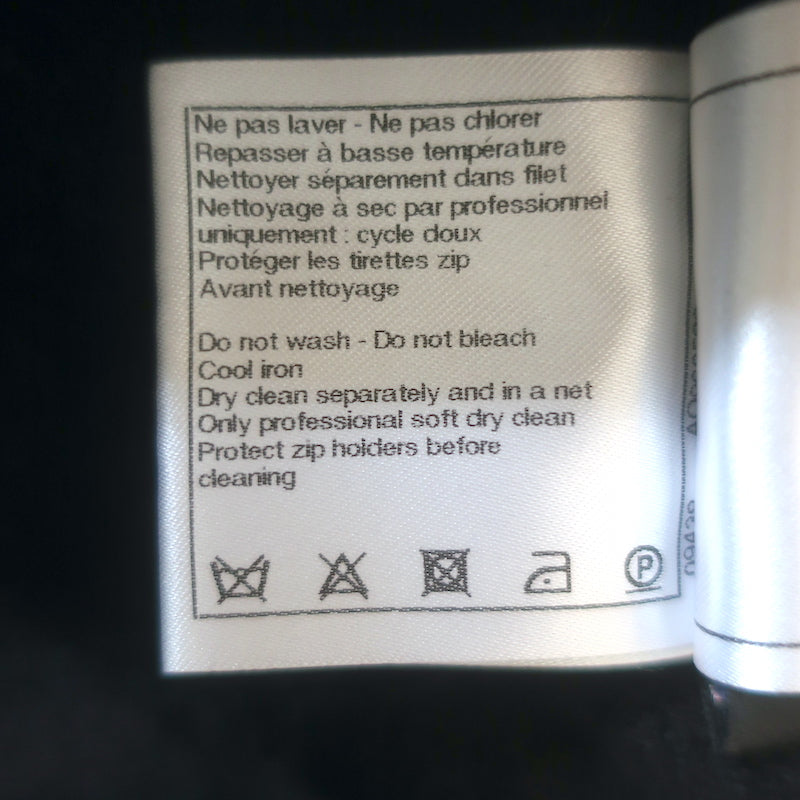 Ne pas laver - Ne pas chlorer
Repasser à basse température
Nettoyer séparement dans filet
Nettoyage à sec par professionnel
uniquement : cycle doux
Protéger les tirettes zip
Avant nettoyage
Do not wash - Do not bleach
Cool iron
Dry clean separately and in a net
Only professional soft dry clean
Protect zip holders before
cleaning
P